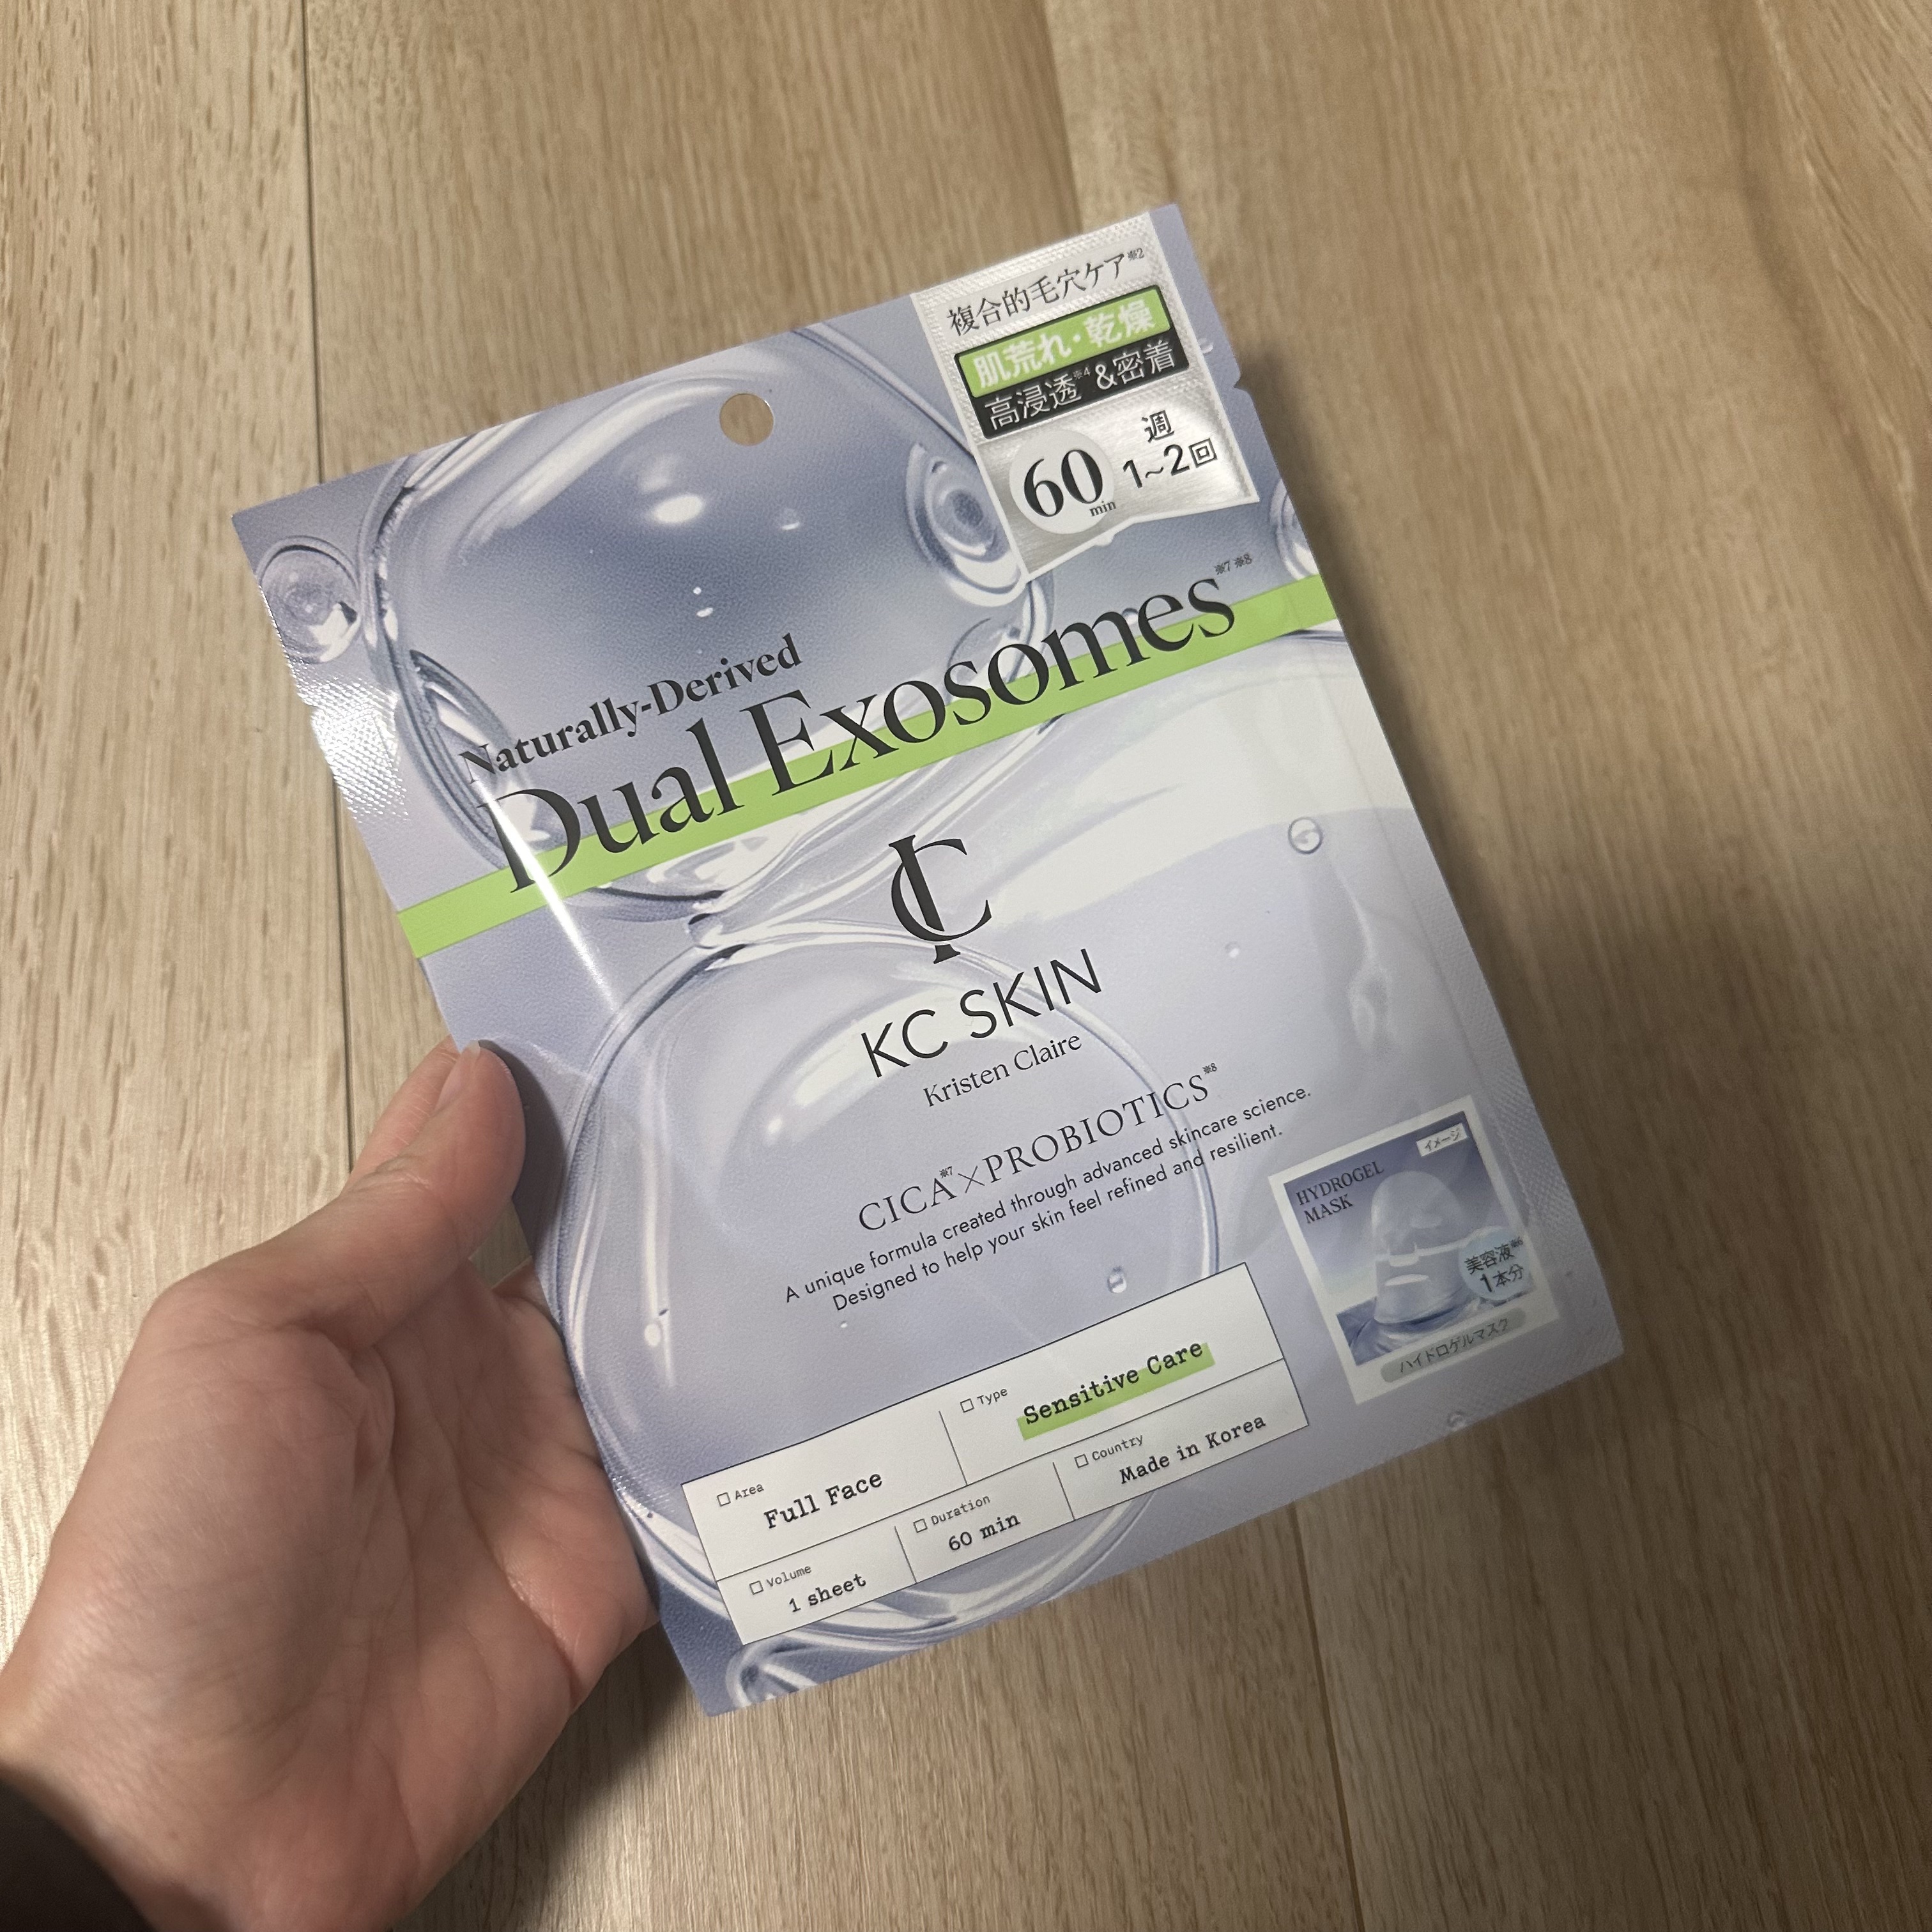 複合的毛穴ケア※2
肌荒れ・乾燥
高浸透※4&密着
60min
週
1~2回
Naturally-Derived
Dual Exosomes※7 ※8
KC SKIN
Kristen Claire
CICA※7×PROBIOTICS※8
A unique formula created through advanced skincare science.
Designed to help your skin feel refined and resilient.
イメージ
HYDROGEL
MASK
美容液※6
1本分
ハイドロゲルマスク
□ Area
Full Face
□ Type
Sensitive Care
□ Volume
1 sheet
□ Duration
60 min
□ Country
Made in Korea